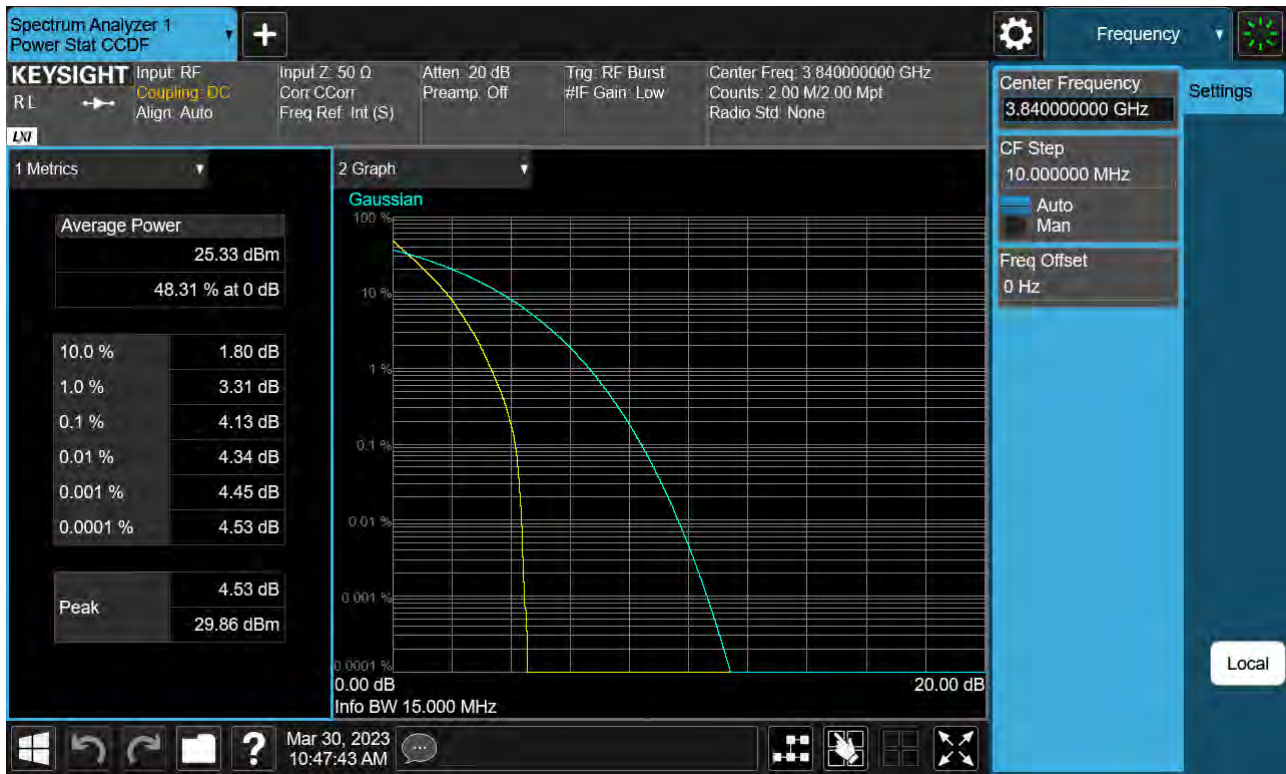 Spectrum Analyzer 1
Power Stat CCDF
Frequency
KEYSIGHT
RL
LXI
Input: RF
Coupling: DC
Align: Auto
Input Z: 50 Ω
Corr CCorr
Freq Ref: Int (S)
Atten: 20 dB
Preamp: Off
Trig: RF Burst
#IF Gain: Low
Center Freq: 3.840000000 GHz
Counts: 2.00 M/2.00 Mpt
Radio Std: None
Center Frequency
3.840000000 GHz
Settings
CF Step
10.000000 MHz
Auto
Man
Freq Offset
0 Hz
1 Metrics
Average Power
25.33 dBm
48.31 % at 0 dB
10.0 % 1.80 dB
1.0 % 3.31 dB
0.1 % 4.13 dB
0.01 % 4.34 dB
0.001 % 4.45 dB
0.0001 % 4.53 dB
Peak
4.53 dB
29.86 dBm
2 Graph
Gaussian
100 %
10 %
1 %
0.1 %
0.01 %
0.001 %
0.0001 %
0.00 dB 20.00 dB
Info BW 15.000 MHz
Local
?
Mar 30, 2023
10:47:43 AM